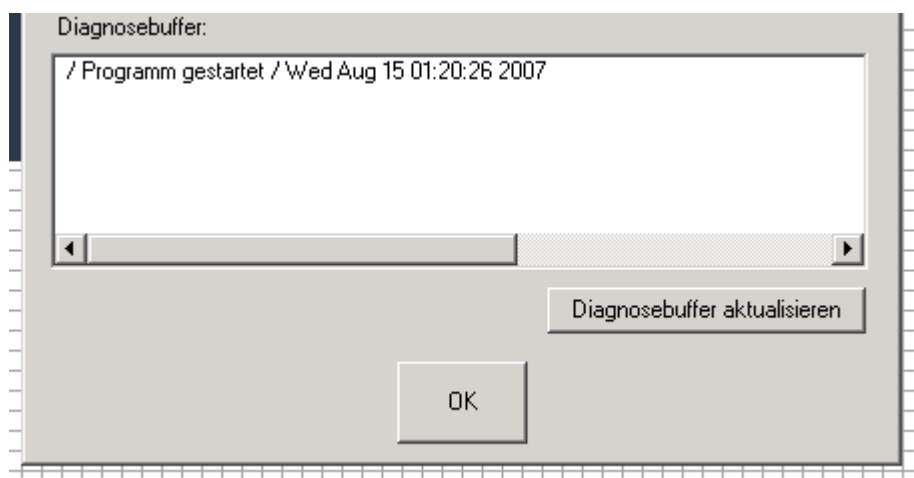 Diagnosebuffer:
/ Programm gestartet / Wed Aug 15 01:20:26 2007
Diagnosebuffer aktualisieren
OK